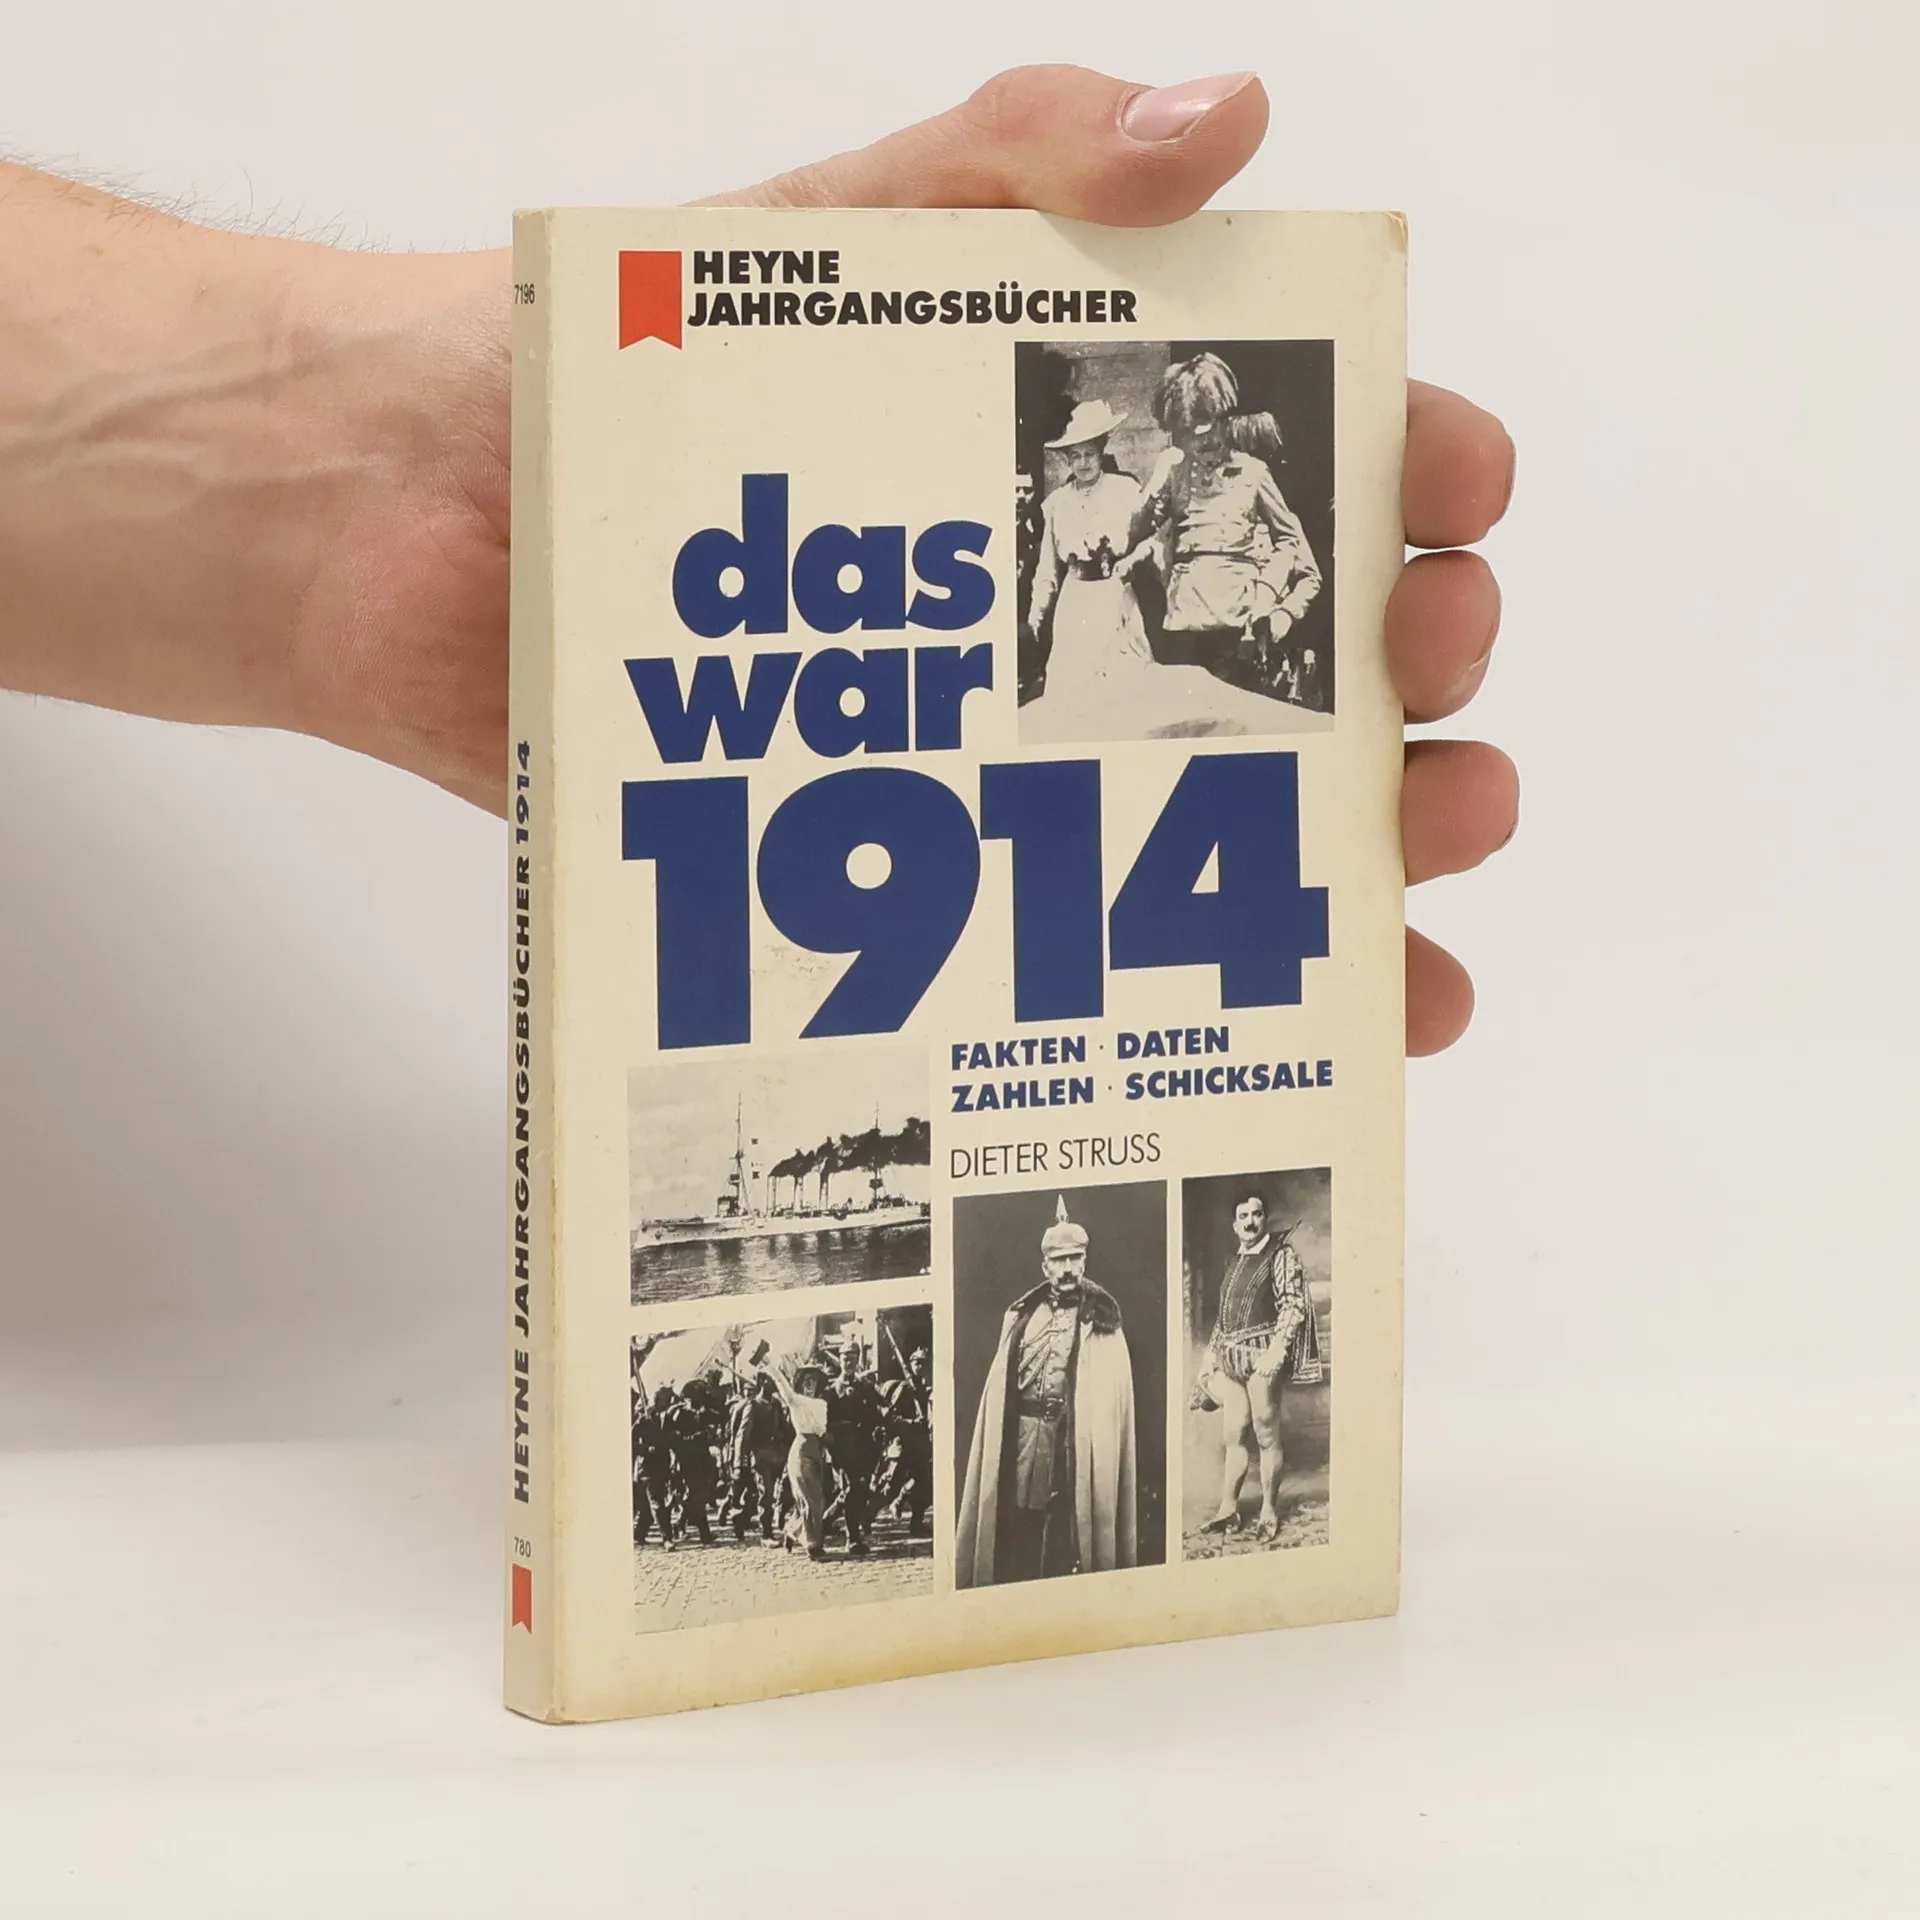 HEYNE
JAHRGANGSBÜCHER
das
war
1914
FAKTEN · DATEN
ZAHLEN · SCHICKSALE
DIETER STRUSS
7196
HEYNE JAHRGANGSBÜCHER 1914
780